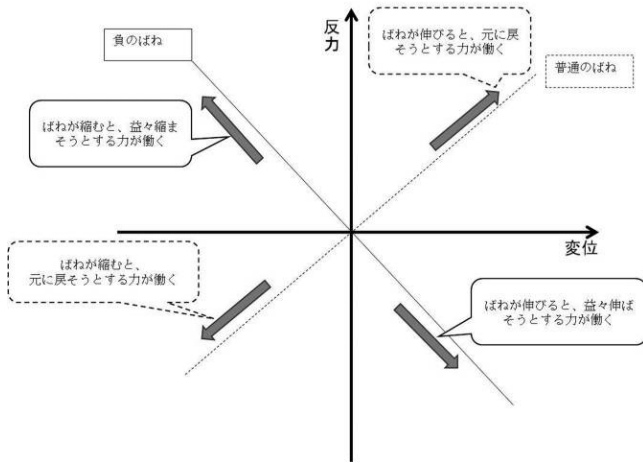 反力
負のばね
ばねが伸びると、元に戻
そうとする力が働く
普通のばね
ばねが縮むと、益々縮ま
そうとする力が働く
変位
ばねが縮むと、
元に戻そうとする力が働く
ばねが伸びると、益々伸ば
そうとする力が働く